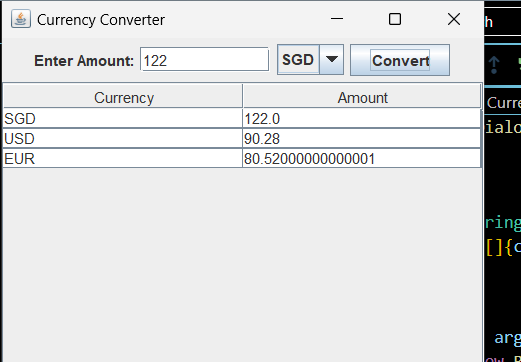 Currency Converter
h
Enter Amount: 122 SGD Convert
Curre
Currency Amount
ialo
SGD 122.0
USD 90.28
EUR 80.52000000000001
ring
[]{c
arg
ow